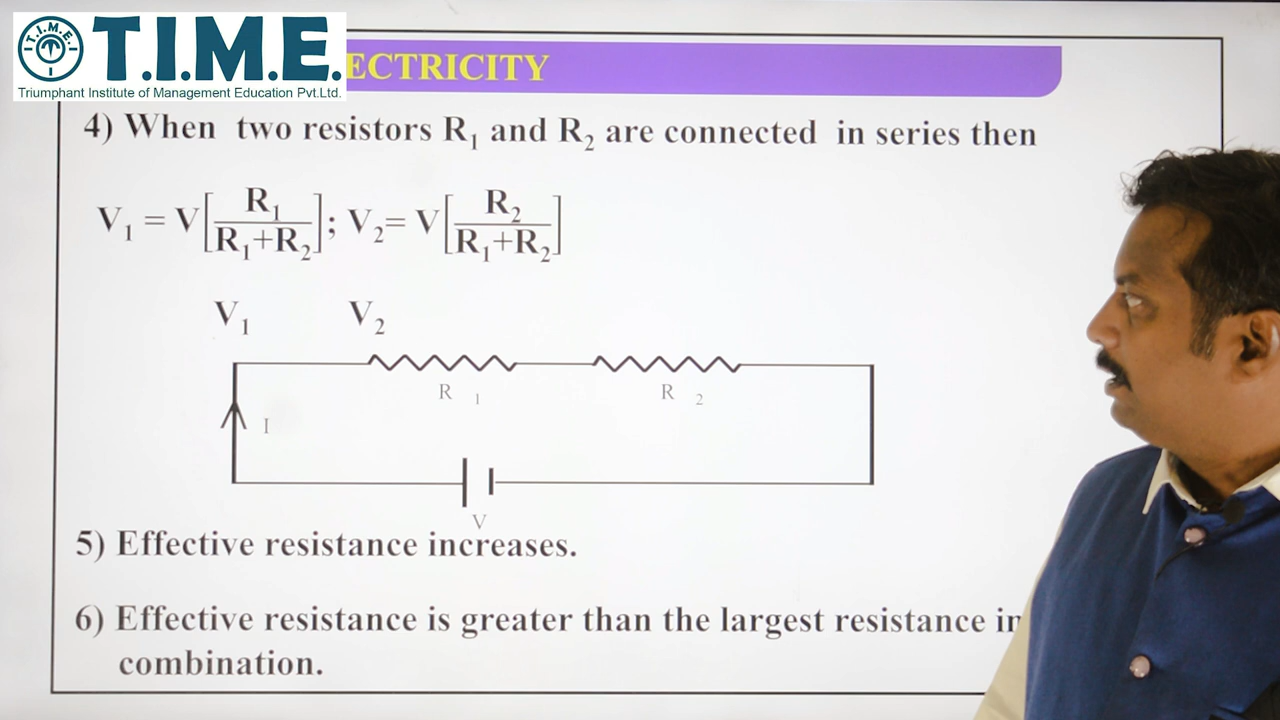 T.I.M.E.
Triumphant Institute of Management Education Pvt.Ltd.
ECTRICITY
4) When two resistors R₁ and R₂ are connected in series then
V₁ = V[R₁/(R₁+R₂)]; V₂= V[R₂/(R₁+R₂)]
V₁ V₂
R ₁ R ₂
I
V
5) Effective resistance increases.
6) Effective resistance is greater than the largest resistance in
combination.